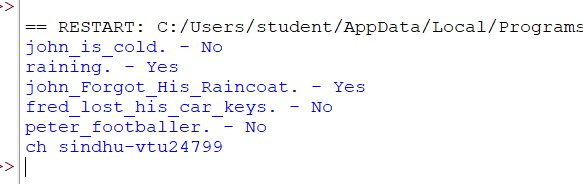 >>
== RESTART: C:/Users/student/AppData/Local/Programs
john_is_cold. - No
raining. - Yes
john_Forgot_His_Raincoat. - Yes
fred_lost_his_car_keys. - No
peter_footballer. - No
ch sindhu-vtu24799
>>